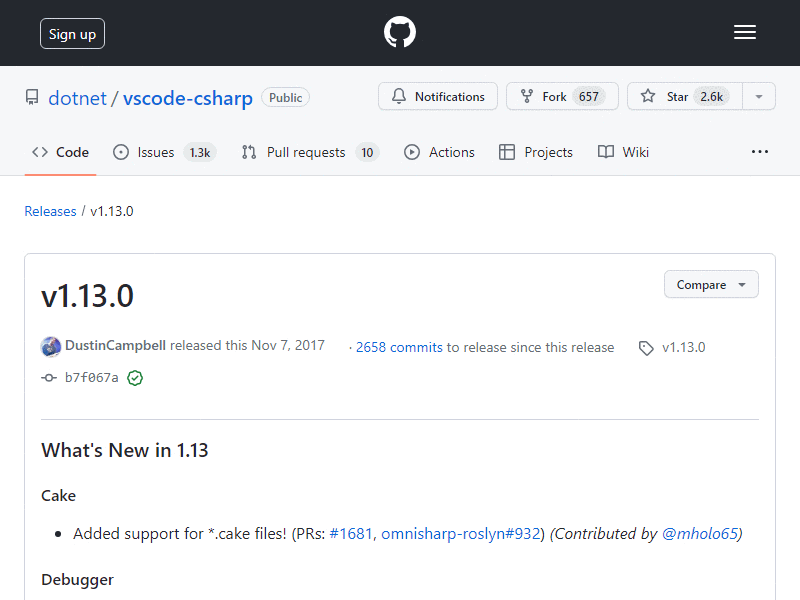 Sign up
dotnet / vscode-csharp Public
Notifications Fork 657 Star 2.6k
Code Issues 1.3k Pull requests 10 Actions Projects Wiki
Releases / v1.13.0
v1.13.0
Compare
DustinCampbell released this Nov 7, 2017 · 2658 commits to release since this release v1.13.0
b7f067a
What's New in 1.13
Cake
• Added support for *.cake files! (PRs: #1681, omnisharp-roslyn#932) (Contributed by @mholo65)
Debugger